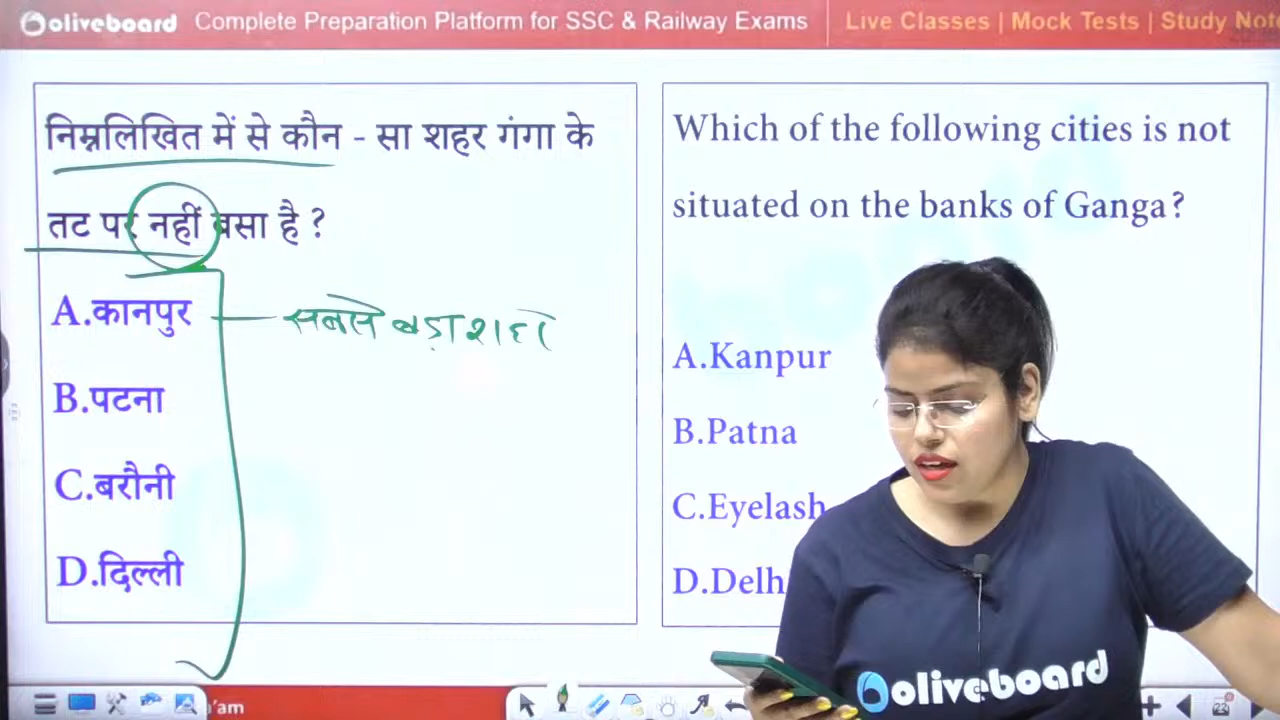 oliveboard Complete Preparation Platform for SSC & Railway Exams Live Classes | Mock Tests | Study Not
निम्नलिखित में से कौन - सा शहर गंगा के
तट पर नहीं बसा है ?
A.कानपुर
सबसे बड़ा शहर
B.पटना
C.बरौनी
D.दिल्ली
Which of the following cities is not
situated on the banks of Ganga?
A.Kanpur
B.Patna
C.Eyelash
D.Delh
oliveboard
a'am
23